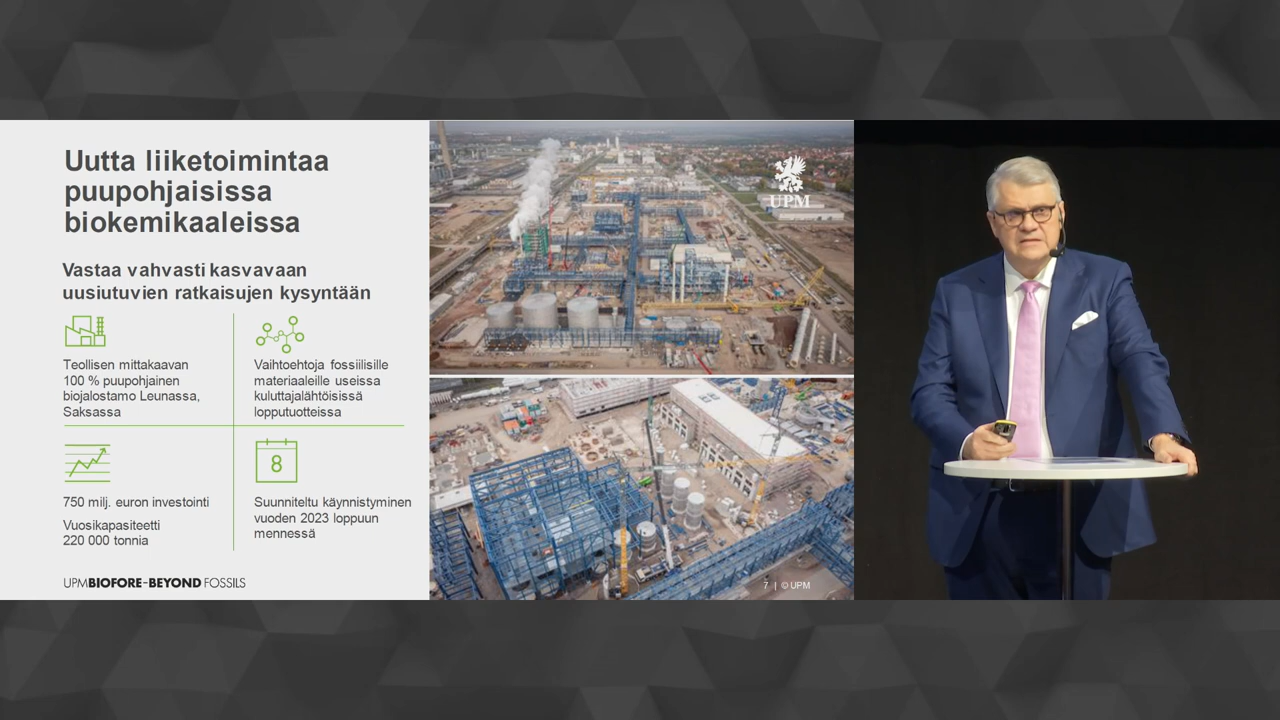 Uutta liiketoimintaa
puupohjaisissa
biokemikaaleissa
Vastaa vahvasti kasvavaan
uusiutuvien ratkaisujen kysyntään
Teollisen mittakaavan
100 % puupohjainen
biojalostamo Leunassa,
Saksassa
Vaihtoehtoja fossiilisille
materiaaleille useissa
kuluttajalähtöisissä
lopputuotteissa
750 milj. euron investointi
Vuosikapasiteetti
220 000 tonnia
8
Suunniteltu käynnistyminen
vuoden 2023 loppuun
mennessä
UPM BIOFORE-BEYOND FOSSILS
UPM
7 | © UPM